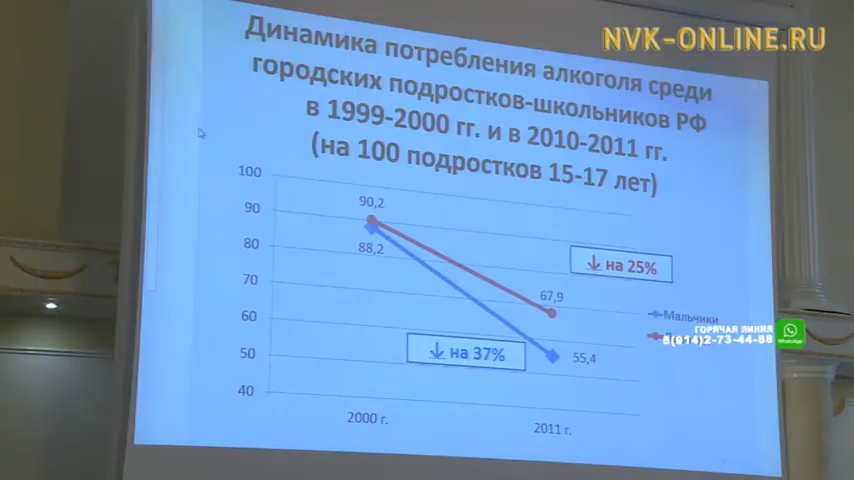 NVK-ONLINE.RU
Динамика потребления алкоголя среди
городских подростков-школьников РФ
в 1999-2000 гг. и в 2010-2011 гг.
(на 100 подростков 15-17 лет)
100
90
80
70
60
50
40
90,2
88,2
67,9
55,4
↓ на 25%
↓ на 37%
Мальчики
2000 г.
2011 г.
ГОРЯЧАЯ ЛИНИЯ
8(914)2-73-44-88
WhatsApp